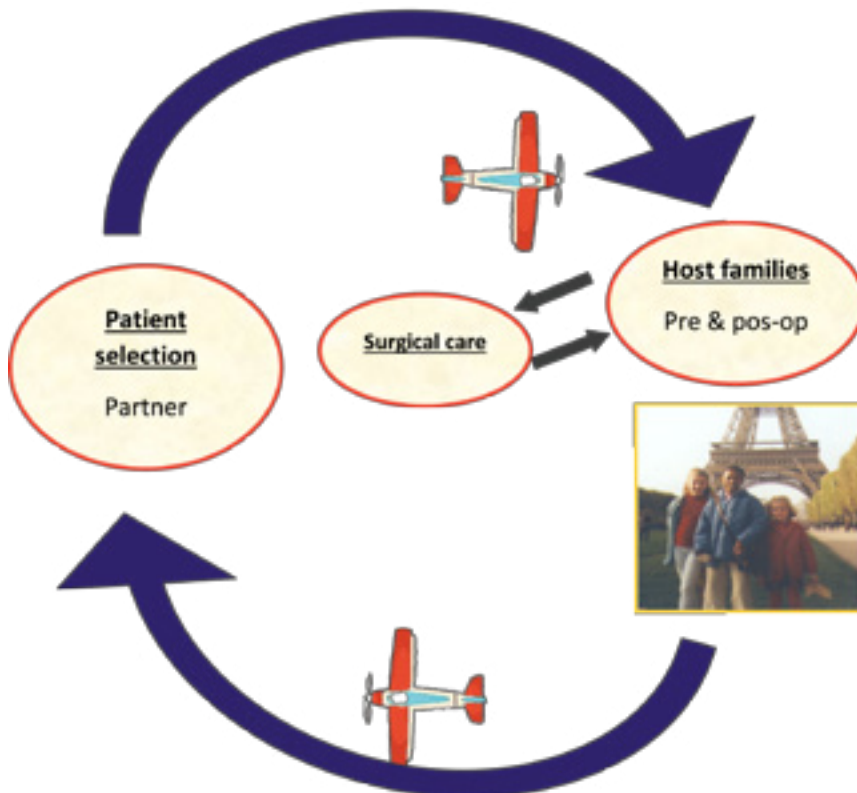 Patient
selection
Partner
Surgical care
Host families
Pre & pos-op